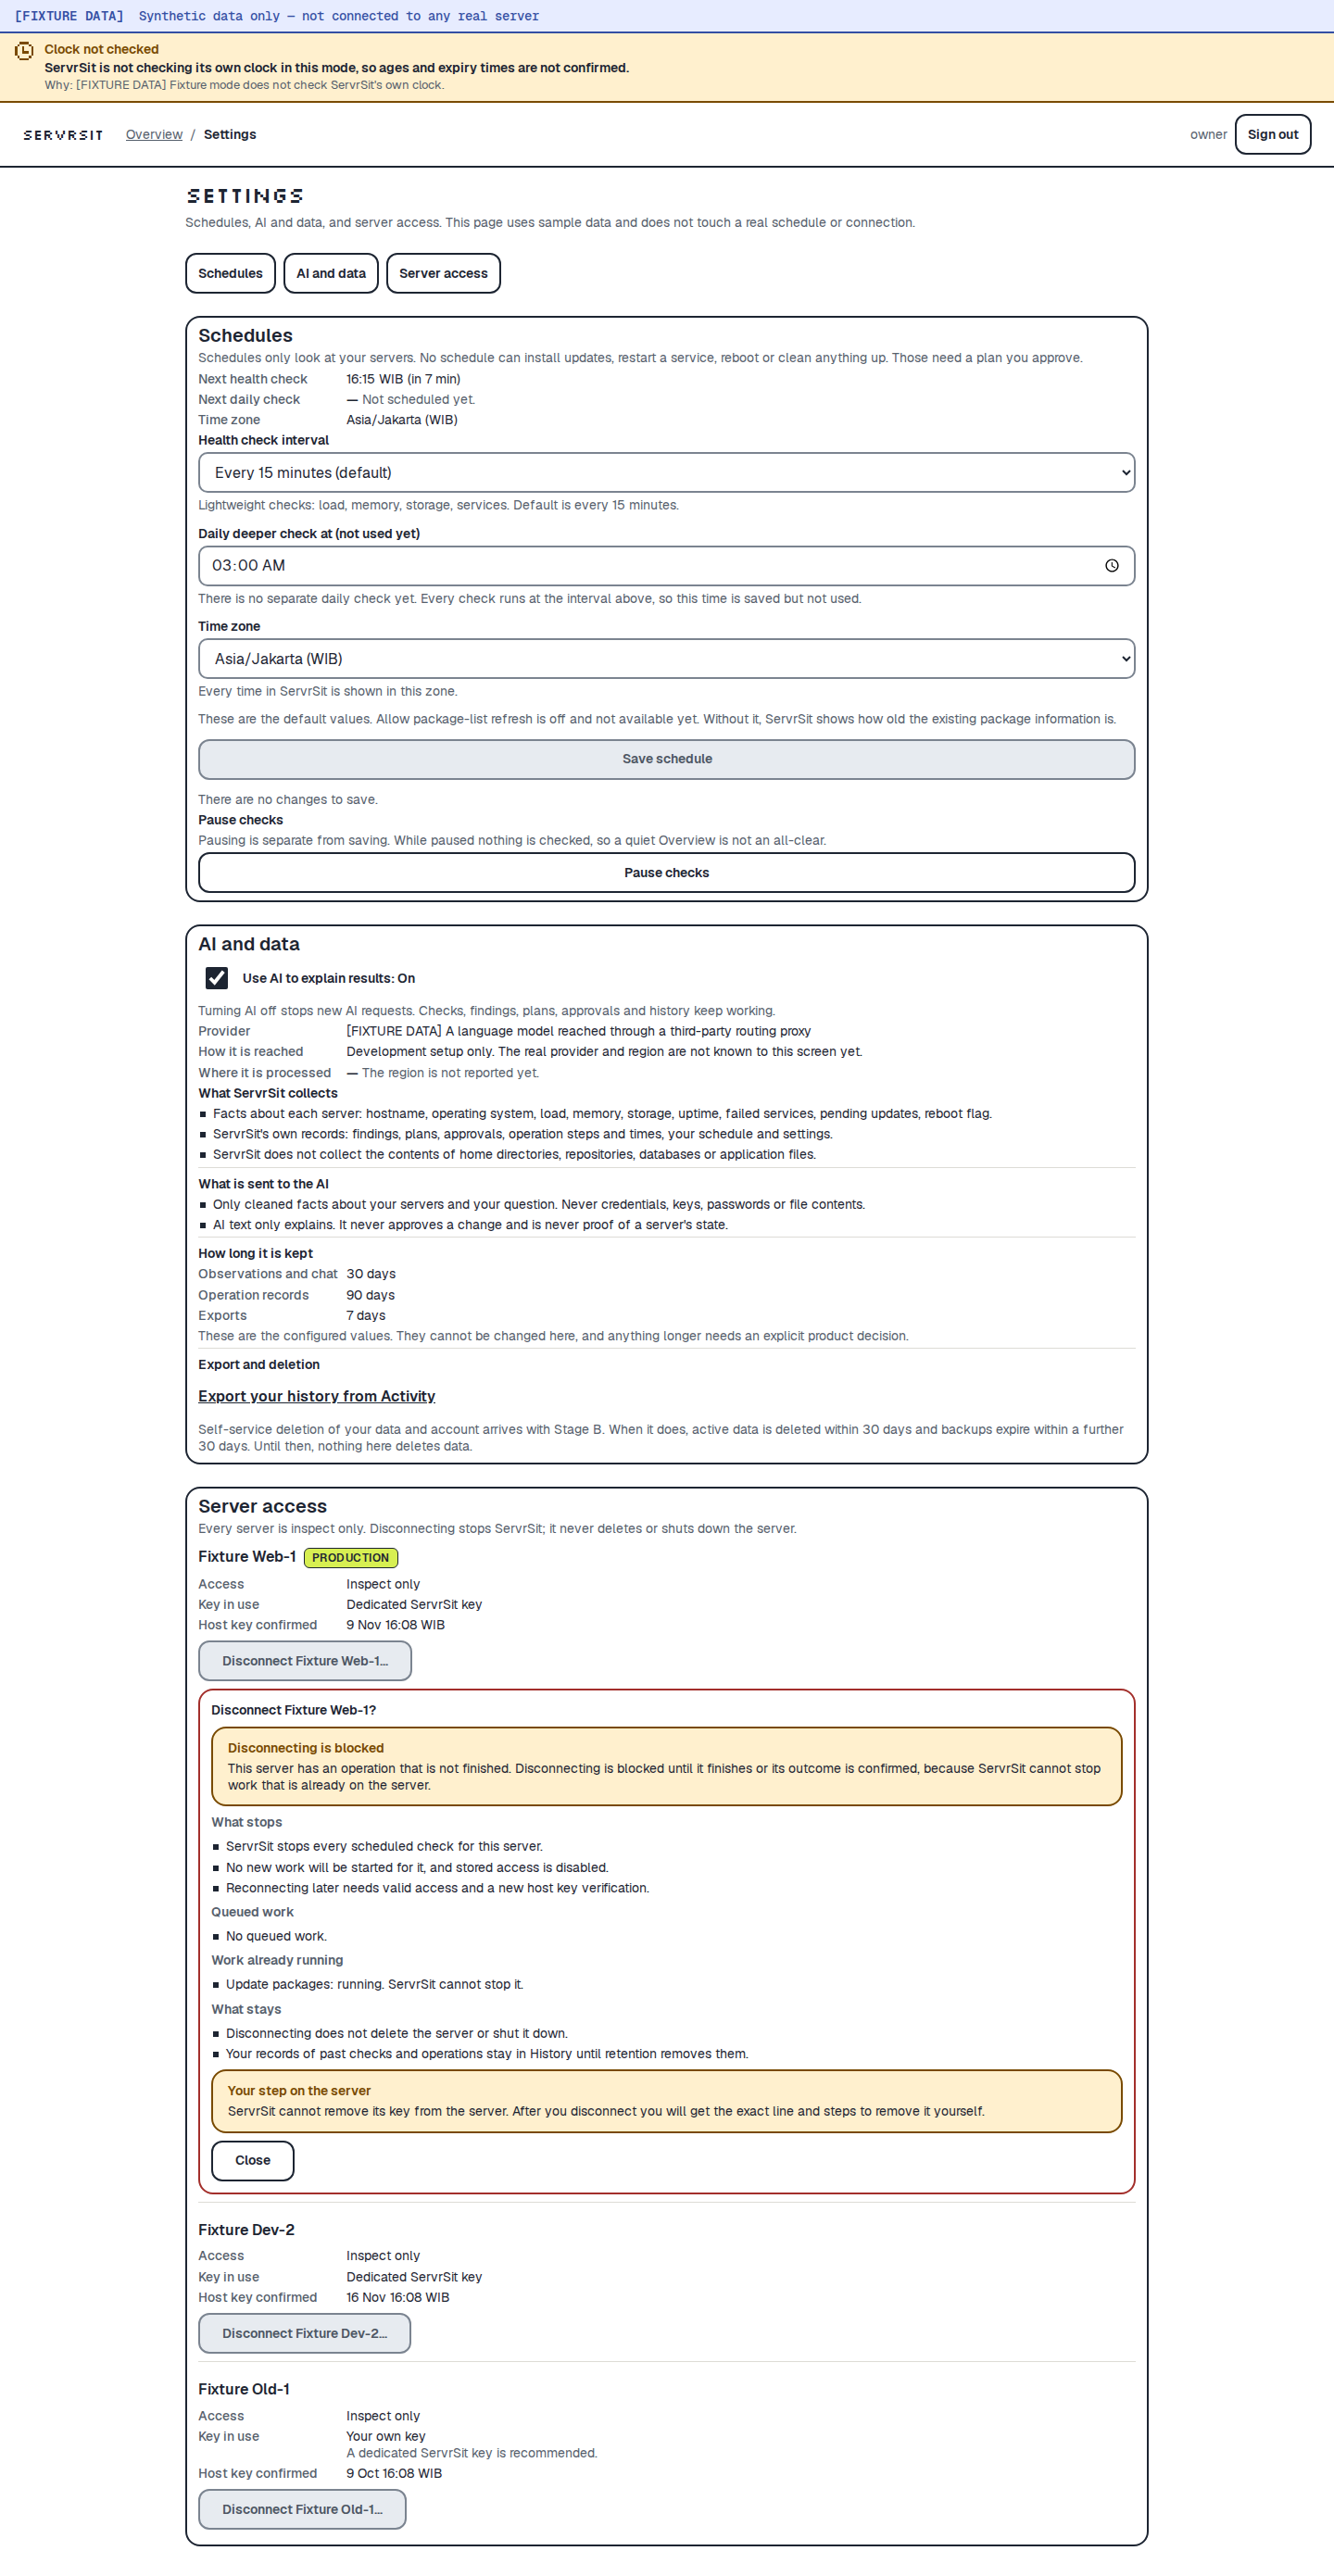 [FIXTURE DATA] Synthetic data only — not connected to any real server
Clock not checked
ServrSit is not checking its own clock in this mode, so ages and expiry times are not confirmed.
Why: [FIXTURE DATA] Fixture mode does not check ServrSit's own clock.
SERVRSIT
Overview / Settings
owner
Sign out
SETTINGS
Schedules, AI and data, and server access. This page uses sample data and does not touch a real schedule or connection.
Schedules
AI and data
Server access
Schedules
Schedules only look at your servers. No schedule can install updates, restart a service, reboot or clean anything up. Those need a plan you approve.
Next health check 16:15 WIB (in 7 min)
Next daily check — Not scheduled yet.
Time zone Asia/Jakarta (WIB)
Health check interval
Every 15 minutes (default)
Lightweight checks: load, memory, storage, services. Default is every 15 minutes.
Daily deeper check at (not used yet)
03:00 AM
There is no separate daily check yet. Every check runs at the interval above, so this time is saved but not used.
Time zone
Asia/Jakarta (WIB)
Every time in ServrSit is shown in this zone.
These are the default values. Allow package-list refresh is off and not available yet. Without it, ServrSit shows how old the existing package information is.
Save schedule
There are no changes to save.
Pause checks
Pausing is separate from saving. While paused nothing is checked, so a quiet Overview is not an all-clear.
Pause checks
AI and data
Use AI to explain results: On
Turning AI off stops new AI requests. Checks, findings, plans, approvals and history keep working.
Provider [FIXTURE DATA] A language model reached through a third-party routing proxy
How it is reached Development setup only. The real provider and region are not known to this screen yet.
Where it is processed — The region is not reported yet.
What ServrSit collects
Facts about each server: hostname, operating system, load, memory, storage, uptime, failed services, pending updates, reboot flag.
ServrSit's own records: findings, plans, approvals, operation steps and times, your schedule and settings.
ServrSit does not collect the contents of home directories, repositories, databases or application files.
What is sent to the AI
Only cleaned facts about your servers and your question. Never credentials, keys, passwords or file contents.
AI text only explains. It never approves a change and is never proof of a server's state.
How long it is kept
Observations and chat 30 days
Operation records 90 days
Exports 7 days
These are the configured values. They cannot be changed here, and anything longer needs an explicit product decision.
Export and deletion
Export your history from Activity
Self-service deletion of your data and account arrives with Stage B. When it does, active data is deleted within 30 days and backups expire within a further
30 days. Until then, nothing here deletes data.
Server access
Every server is inspect only. Disconnecting stops ServrSit; it never deletes or shuts down the server.
Fixture Web-1 PRODUCTION
Access Inspect only
Key in use Dedicated ServrSit key
Host key confirmed 9 Nov 16:08 WIB
Disconnect Fixture Web-1...
Disconnect Fixture Web-1?
Disconnecting is blocked
This server has an operation that is not finished. Disconnecting is blocked until it finishes or its outcome is confirmed, because ServrSit cannot stop
work that is already on the server.
What stops
ServrSit stops every scheduled check for this server.
No new work will be started for it, and stored access is disabled.
Reconnecting later needs valid access and a new host key verification.
Queued work
No queued work.
Work already running
Update packages: running. ServrSit cannot stop it.
What stays
Disconnecting does not delete the server or shut it down.
Your records of past checks and operations stay in History until retention removes them.
Your step on the server
ServrSit cannot remove its key from the server. After you disconnect you will get the exact line and steps to remove it yourself.
Close
Fixture Dev-2
Access Inspect only
Key in use Dedicated ServrSit key
Host key confirmed 16 Nov 16:08 WIB
Disconnect Fixture Dev-2...
Fixture Old-1
Access Inspect only
Key in use Your own key
A dedicated ServrSit key is recommended.
Host key confirmed 9 Oct 16:08 WIB
Disconnect Fixture Old-1...